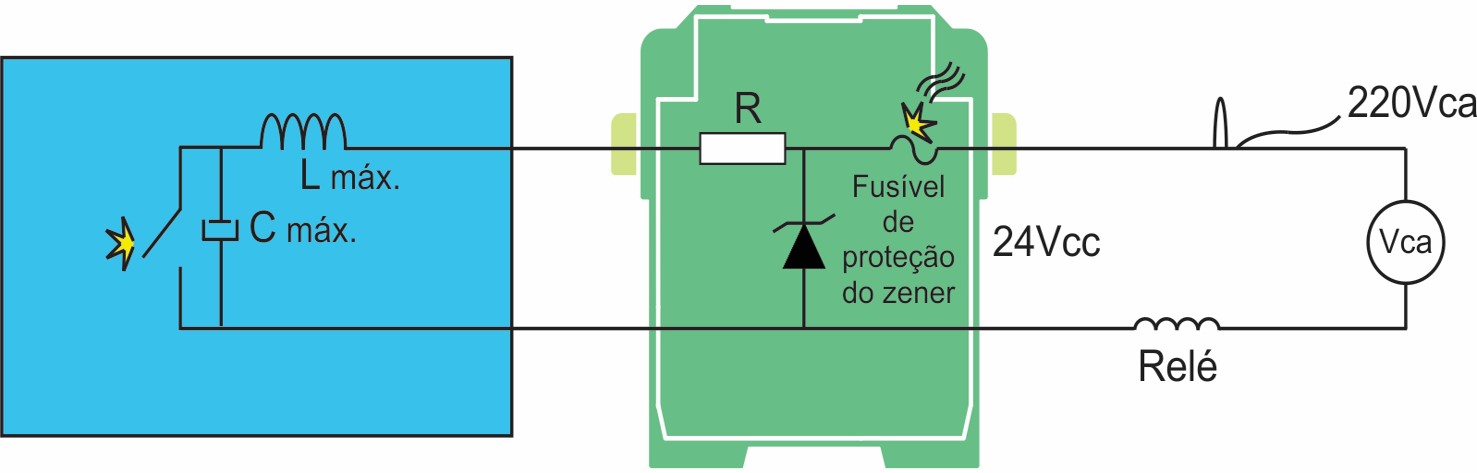 L máx.
C máx.
R
Fusível
de
proteção
do zener
24Vcc
220Vca
Vca
Relé